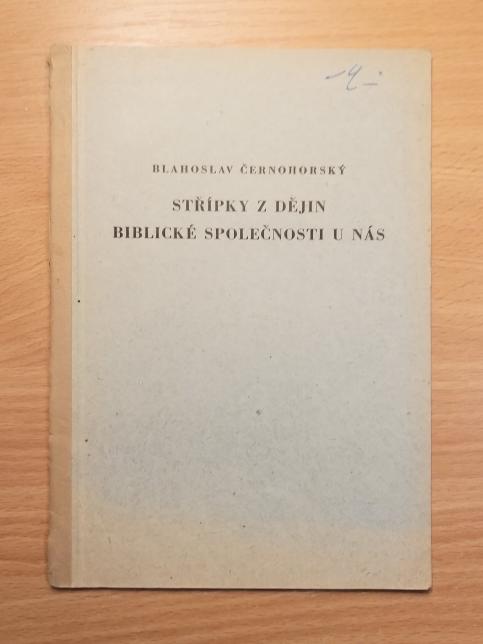 BLAHOSLAV ČERNOHORSKÝ
STŘÍPKY Z DĚJIN
BIBLICKÉ SPOLEČNOSTI U NÁS